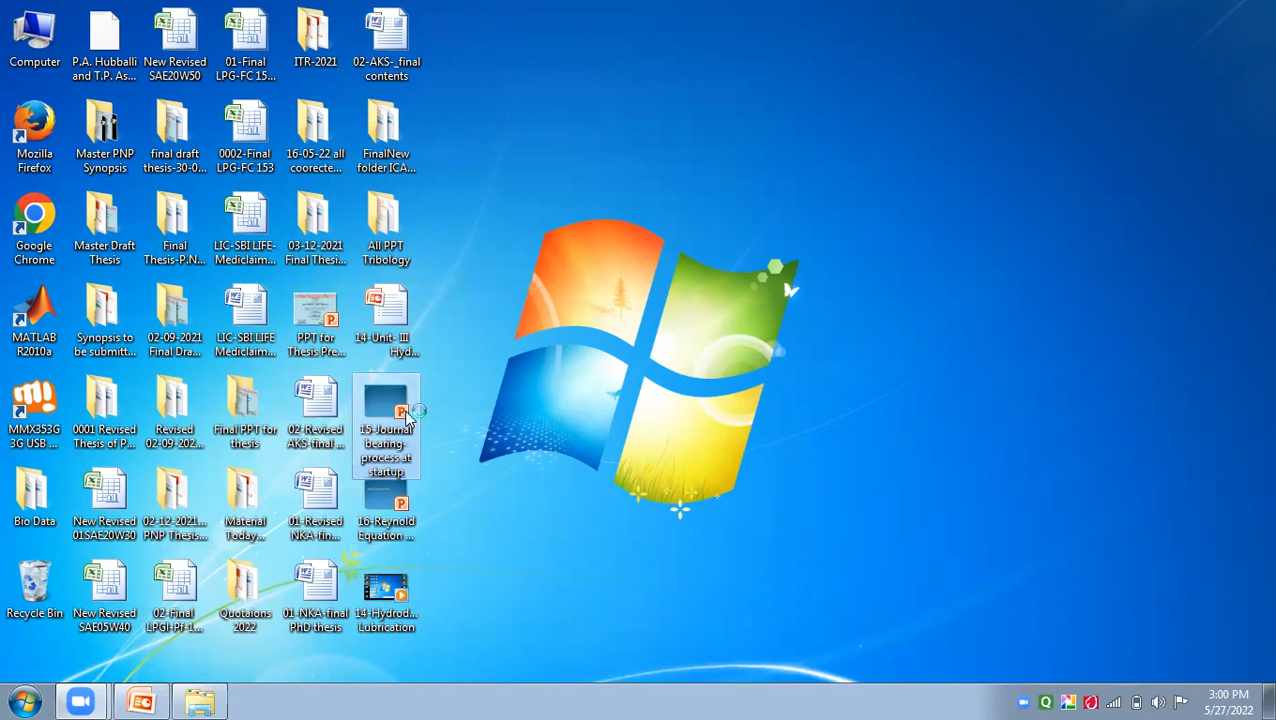 Computer
P.A. Hubballi
and T.P. As...
New Revised
SAE20W50
01-Final
LPG-FC 15...
ITR-2021
02-AKS-_final
contents
Mozilla
Firefox
Master PNP
Synopsis
final draft
thesis-30-0...
0002-Final
LPG-FC 153
16-05-22 all
coorecte...
FinalNew
folder ICA...
Google
Chrome
Master Draft
Thesis
Final
Thesis-P.N...
LIC-SBI LIFE-
Mediclaim...
03-12-2021
Final Thesi...
All PPT
Tribology
MATLAB
R2010a
Synopsis to
be submitt...
02-09-2021
Final Dra...
LIC-SBI LIFE
Mediclaim...
PPT for
Thesis Pre...
14-Unit- III
Hyd...
MMX353G
3G USB ...
0001 Revised
Thesis of P...
Revised
02-09-202...
Final PPT for
thesis
02-Revised
AKS-final ...
15-Journal
bearing-
process at
startup
Bio Data
New Revised
01SAE20W30
02-12-2021...
PNP Thesis...
Material
Today...
01-Revised
NKA-fin...
16-Reynold
Equation ...
Recycle Bin
New Revised
SAE05W40
02-Final
LPGI-Pf-1...
Quotaions
2022
01-NKA-final
PhD thesis
14-Hydrod...
Lubrication
3:00 PM
5/27/2022